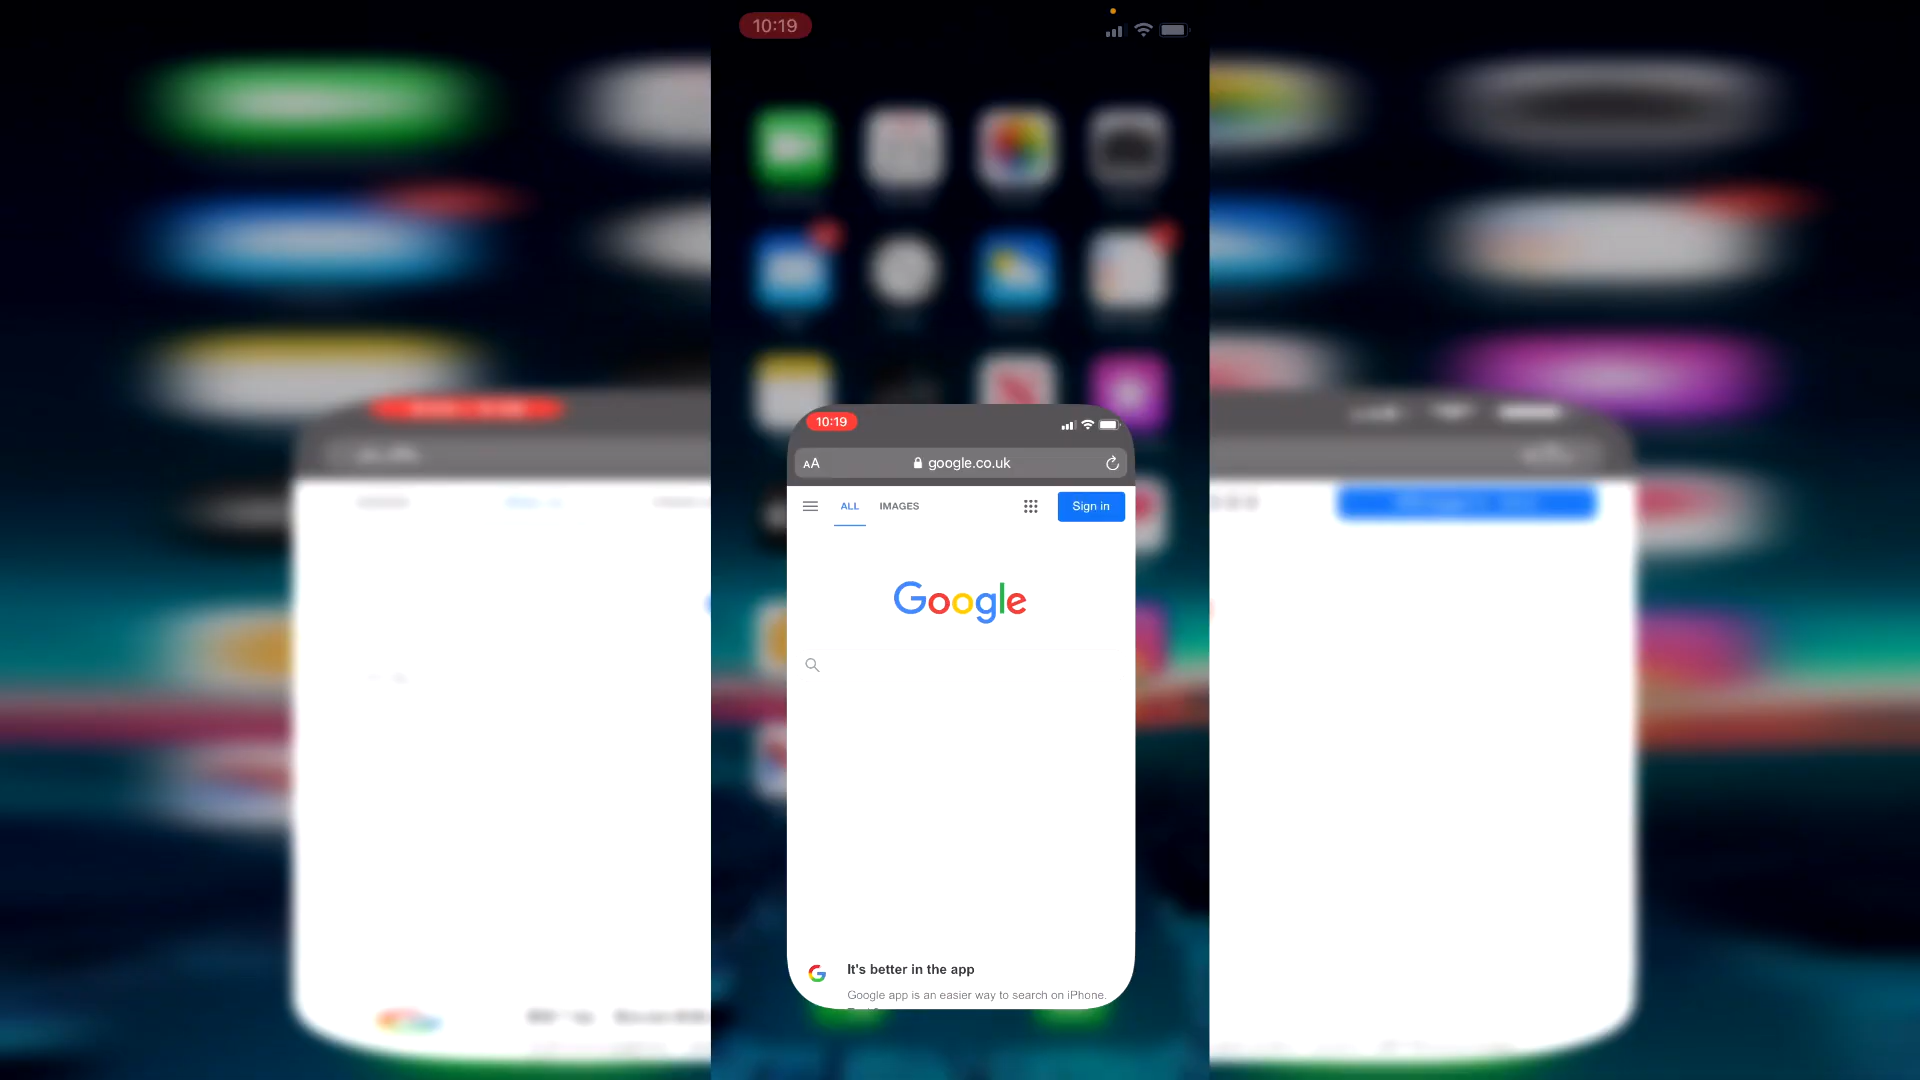 10:19
10:19
AA google.co.uk
ALL IMAGES Sign in
Google
It's better in the app
Google app is an easier way to search on iPhone.